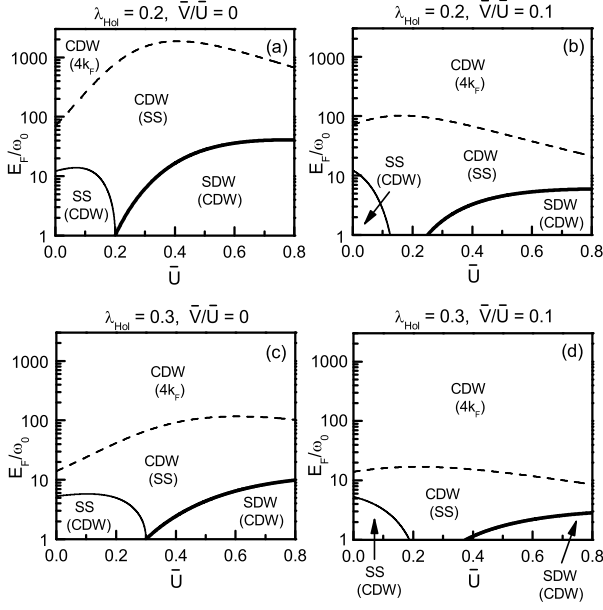 λHol = 0.2, V̄/Ū = 0
(a)
CDW
(4kF)
CDW
(SS)
SS
(CDW)
SDW
(CDW)
1000
100
10
1
EF/ω0
0.0 0.2 0.4 0.6 0.8
Ū
λHol = 0.2, V̄/Ū = 0.1
(b)
CDW
(4kF)
CDW
(SS)
SS
(CDW)
SDW
(CDW)
1000
100
10
1
EF/ω0
0.0 0.2 0.4 0.6 0.8
Ū
λHol = 0.3, V̄/Ū = 0
(c)
CDW
(4kF)
CDW
(SS)
SS
(CDW)
SDW
(CDW)
1000
100
10
1
EF/ω0
0.0 0.2 0.4 0.6 0.8
Ū
λHol = 0.3, V̄/Ū = 0.1
(d)
CDW
(4kF)
CDW
(SS)
1000
100
10
1
EF/ω0
0.0 0.2 0.4 0.6 0.8
Ū
SS
(CDW)
SDW
(CDW)